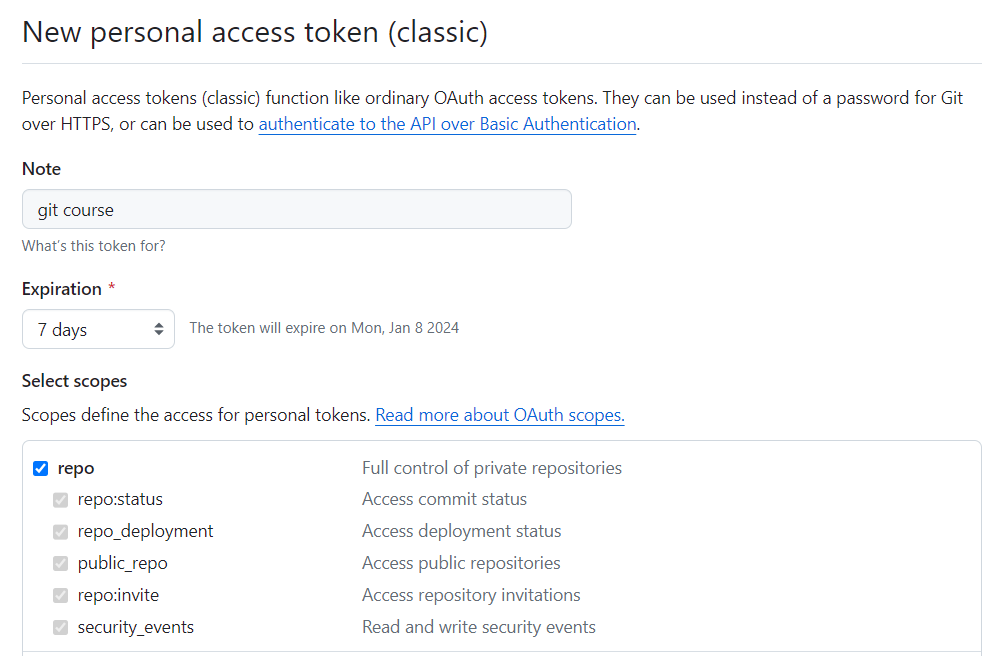 New personal access token (classic)
Personal access tokens (classic) function like ordinary OAuth access tokens. They can be used instead of a password for Git
over HTTPS, or can be used to authenticate to the API over Basic Authentication.
Note
git course
What's this token for?
Expiration *
7 days The token will expire on Mon, Jan 8 2024
Select scopes
Scopes define the access for personal tokens. Read more about OAuth scopes.
repo Full control of private repositories
repo:status Access commit status
repo_deployment Access deployment status
public_repo Access public repositories
repo:invite Access repository invitations
security_events Read and write security events